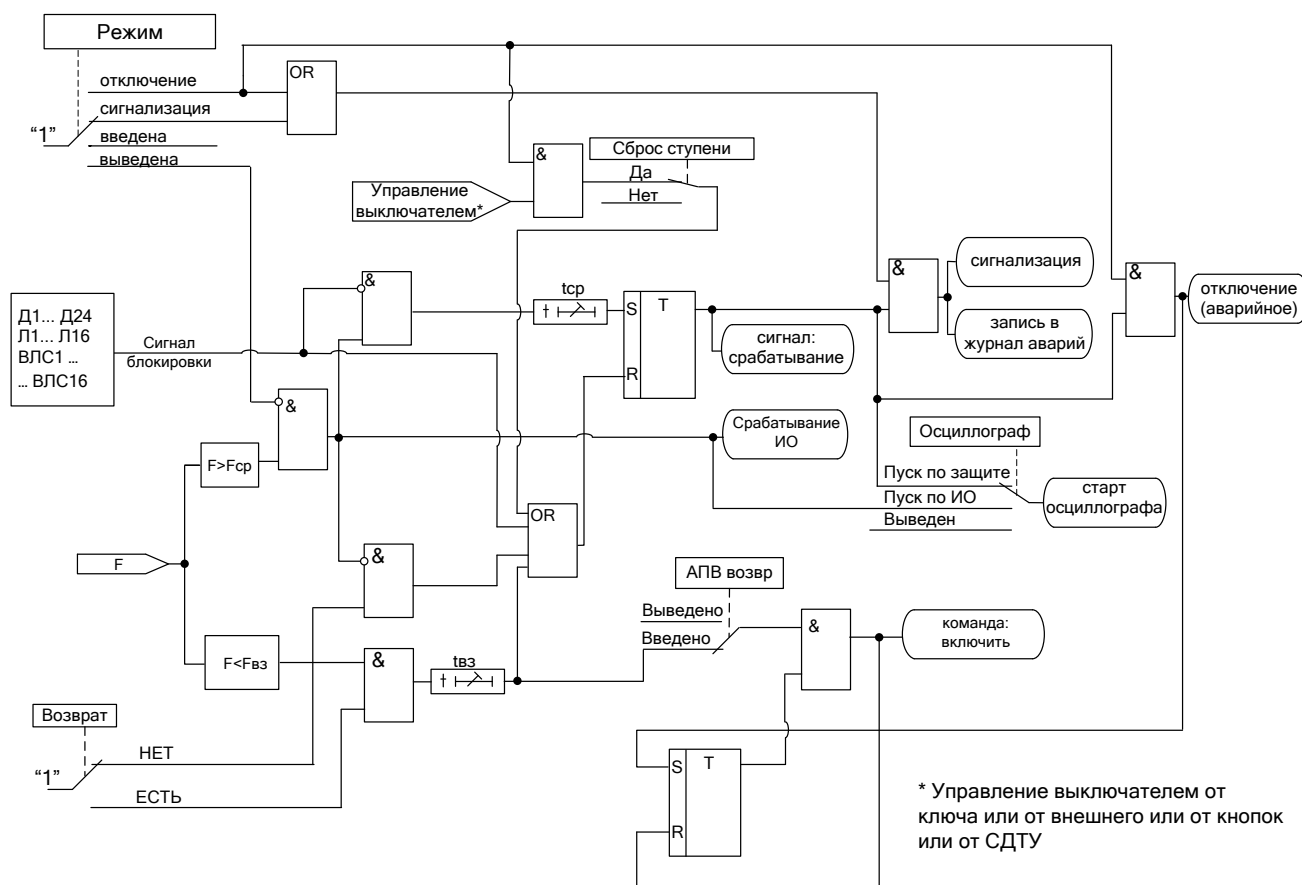 Режим
отключение
OR
сигнализация
“1”
введена
выведена
&
Сброс ступени
Да
Нет
Управление
выключателем*
&
Д1... Д24
Л1... Л16
ВЛС1 ...
... ВЛС16
Сигнал
блокировки
tср
S
T
R
сигнал:
срабатывание
&
сигнализация
запись в
журнал аварий
&
отключение
(аварийное)
&
F>Fср
Срабатывание
ИО
Осциллограф
Пуск по защите
Пуск по ИО
Выведен
старт
осциллографа
OR
F
&
АПВ возвр
Выведено
Введено
&
команда:
включить
F<Fвз
&
tвз
Возврат
НЕТ
“1”
ЕСТЬ
S
T
R
* Управление выключателем от
ключа или от внешнего или от кнопок
или от СДТУ